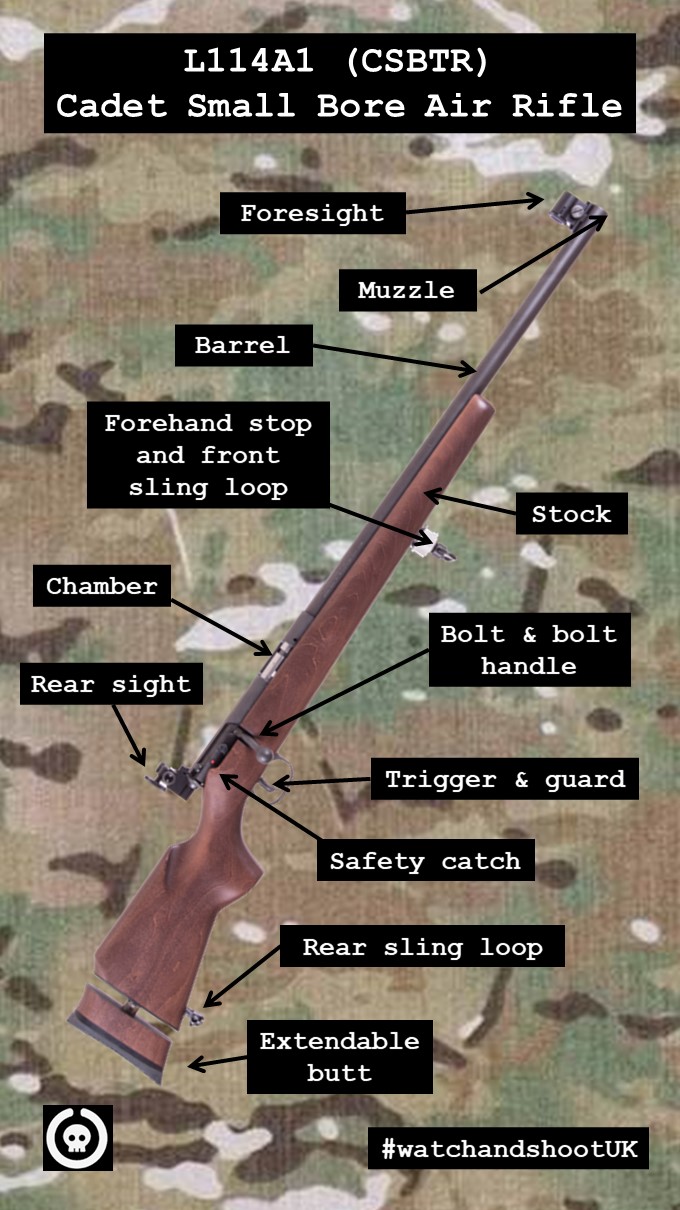 L114A1 (CSBTR)
Cadet Small Bore Air Rifle
Foresight
Muzzle
Barrel
Forehand stop
and front
sling loop
Stock
Chamber
Bolt & bolt
handle
Rear sight
Trigger & guard
Safety catch
Rear sling loop
Extendable
butt
#watchandshootUK